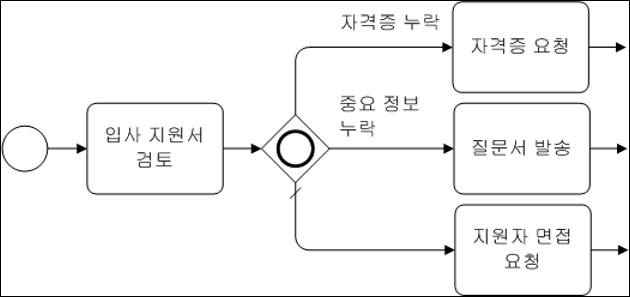 자격증 누락
자격증 요청
중요 정보
누락
입사 지원서
검토
질문서 발송
지원자 면접
요청